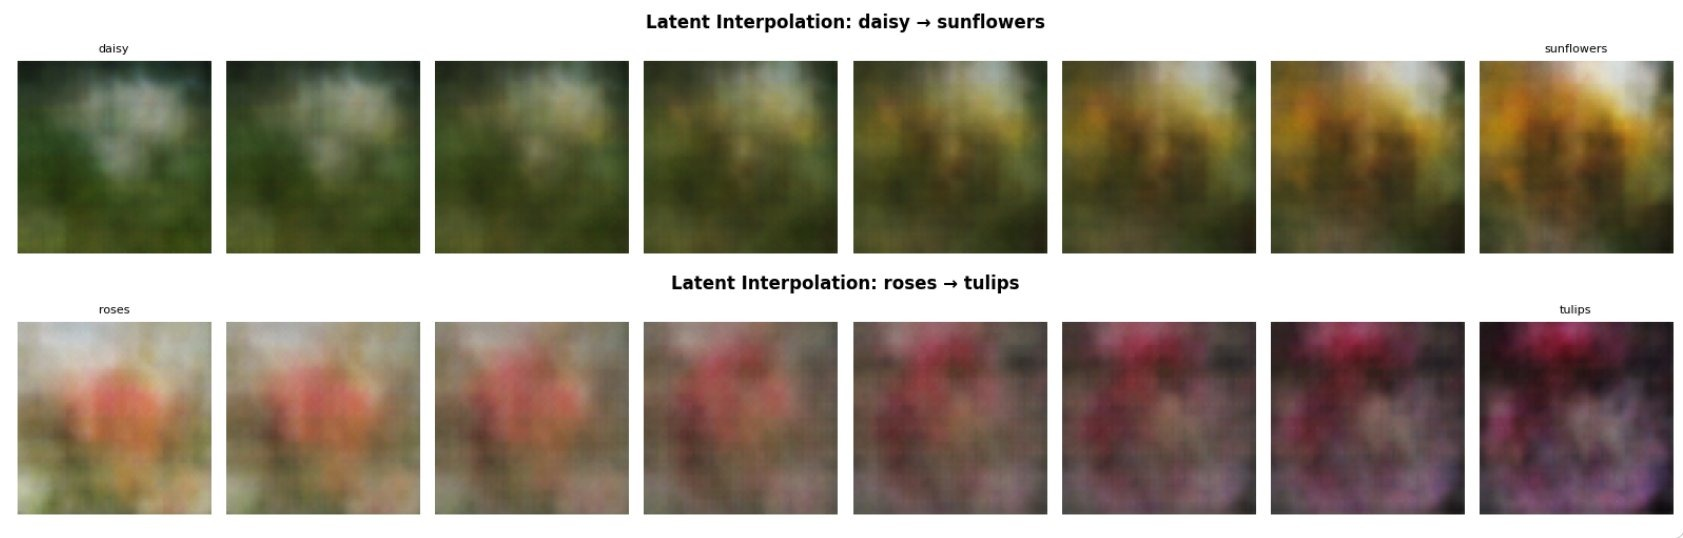 Latent Interpolation: daisy → sunflowers
daisy
sunflowers
Latent Interpolation: roses → tulips
roses
tulips